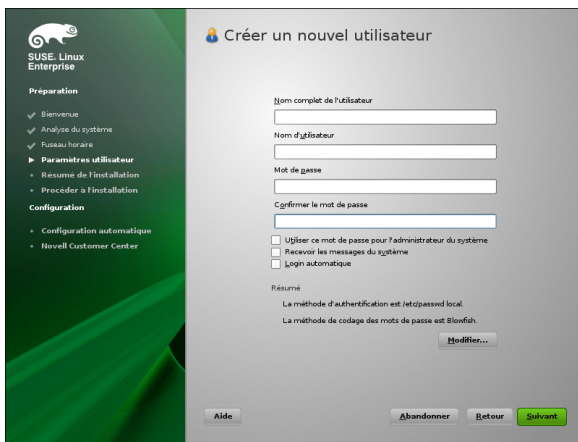 SUSE. Linux
Enterprise
Préparation
Bienvenue
Analyse du système
Fuseau horaire
Paramètres utilisateur
Résumé de l'installation
Procéder à l'installation
Configuration
Configuration automatique
Novell Customer Center
Créer un nouvel utilisateur
Nom complet de l'utilisateur
Nom d'utilisateur
Mot de passe
Confirmer le mot de passe
Utiliser ce mot de passe pour l'administrateur du système
Recevoir les messages du système
Login automatique
Résumé
La méthode d'authentification est /etc/passwd local.
La méthode de codage des mots de passe est Blowfish.
Modifier...
Aide
Abandonner
Retour
Suivant